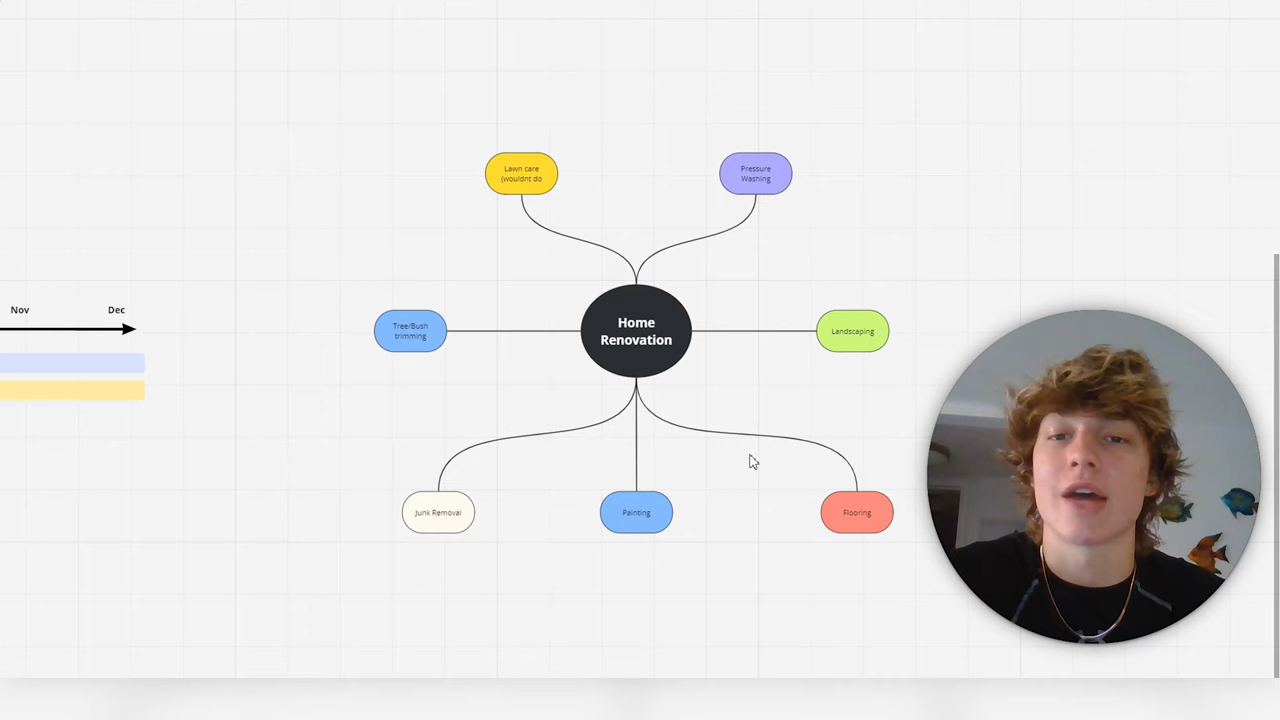 Lawn care
(wouldnt do
Pressure
Washing
Nov
Dec
Tree/Bush
trimming
Home
Renovation
Landscaping
Junk Removal
Painting
Flooring